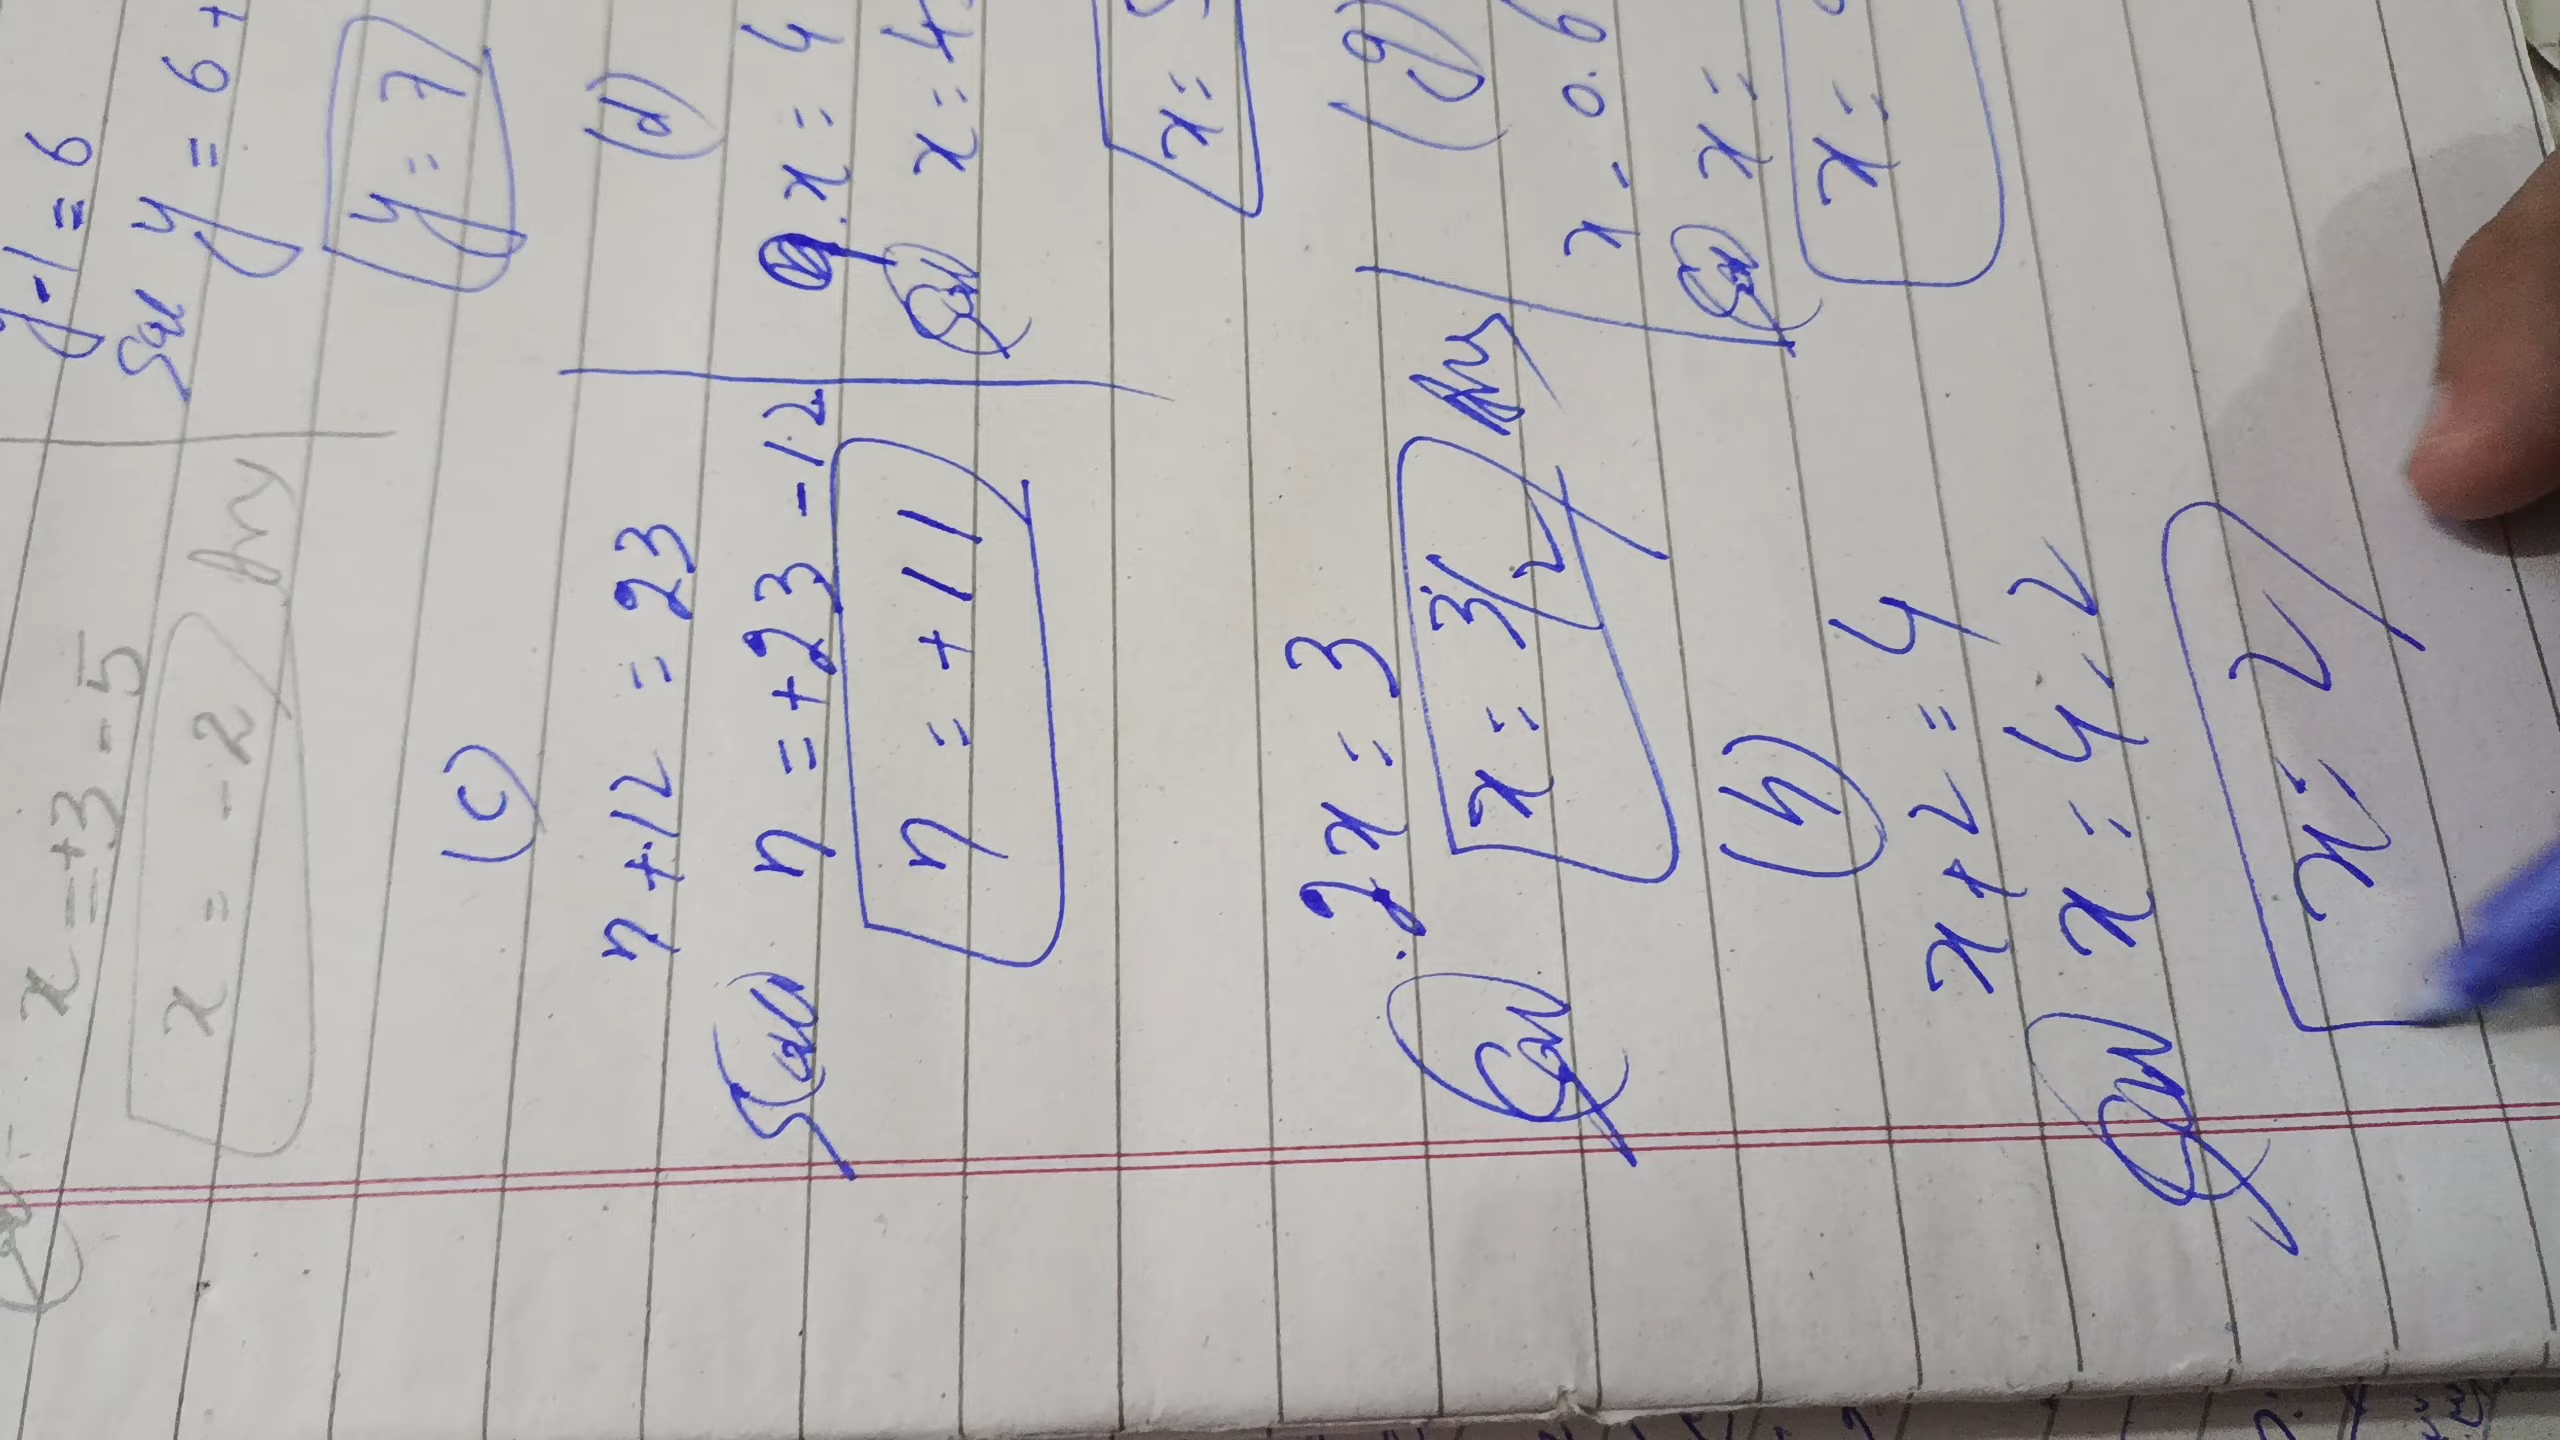 x = +3 - 5
x = -2 Ans
y - 1 = 6
Sol y = 6 +
y = 7
(c)
η + 12 = 23
Sol η = +23 - 12
η = +11
(d)
x = 4
Sol x = 4
x = 5
2x = 3
Sol x = 3/2 Ans
(g)
x - 0.6
Sol x =
x =
(h)
x + 2 = 4
Sol x = 4 - 2
x = 2